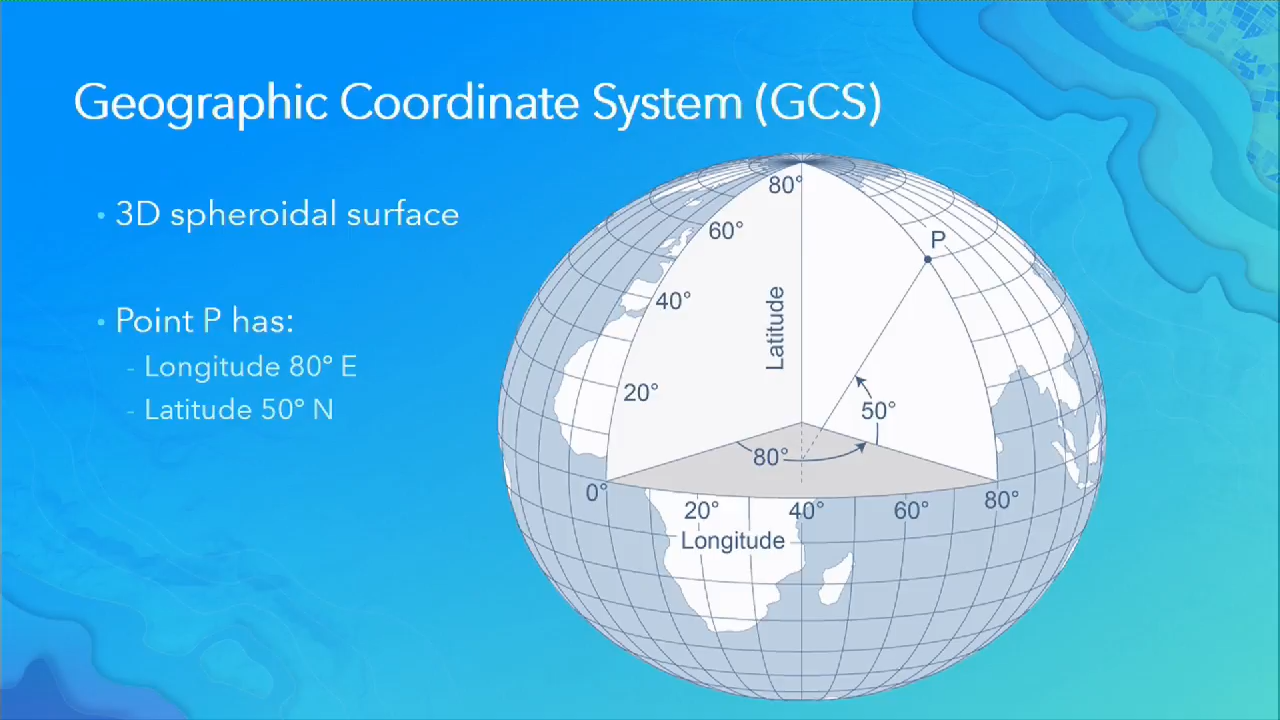 Geographic Coordinate System (GCS)
• 3D spheroidal surface
• Point P has:
- Longitude 80° E
- Latitude 50° N
80°
60°
P
40°
Latitude
20°
50°
80°
0°
20°
40°
60°
80°
Longitude